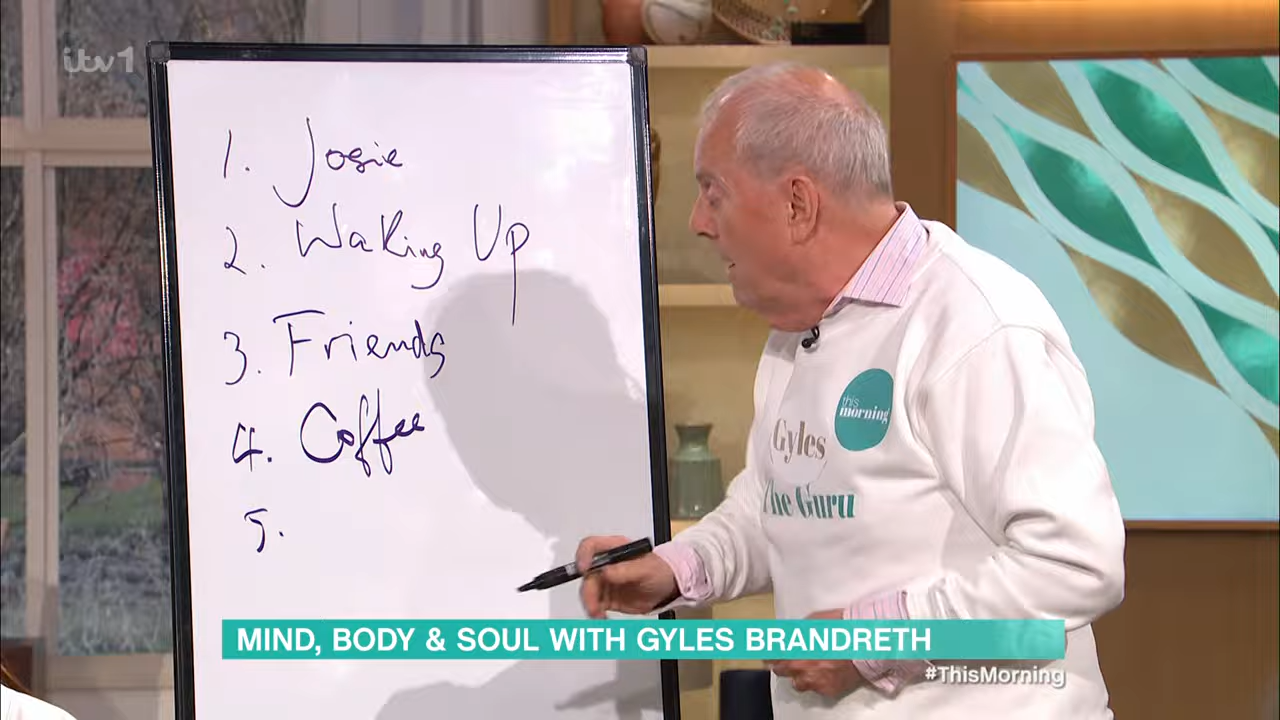 itv1
1. Josie
2. Waking Up
3. Friends
4. Coffee
5.
this
morning
Gyles
The Guru
MIND, BODY & SOUL WITH GYLES BRANDRETH
#ThisMorning